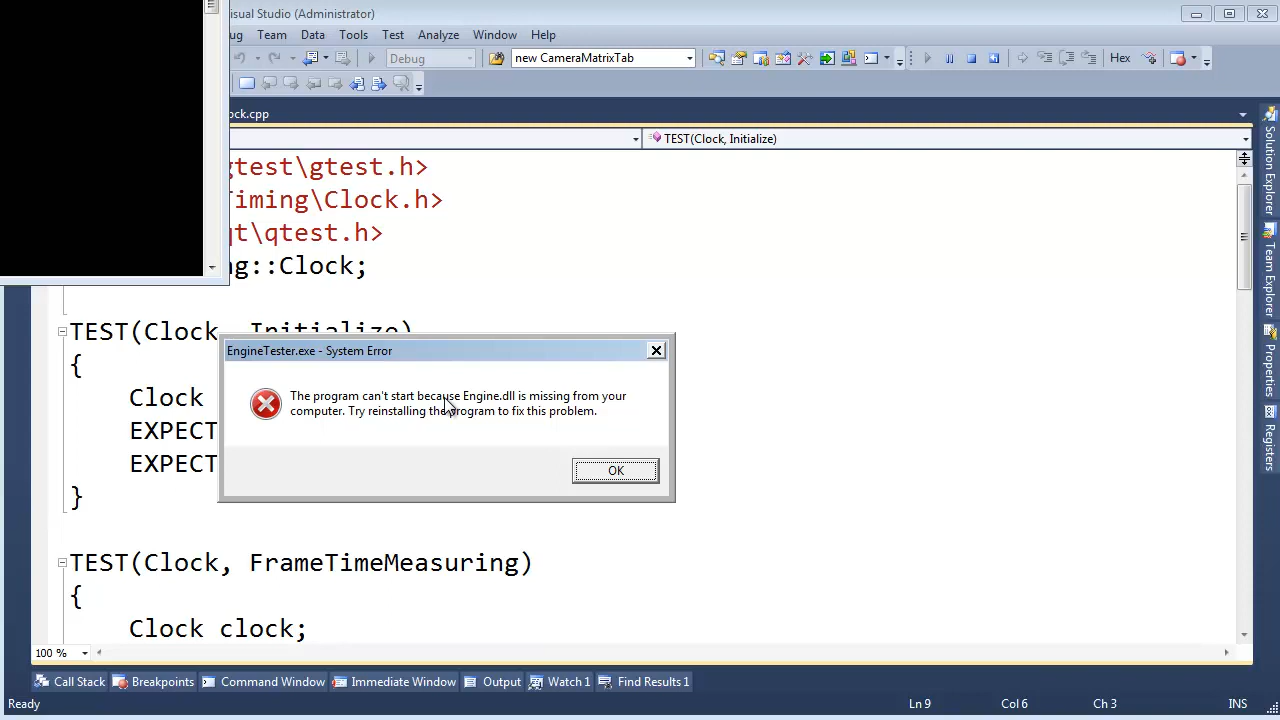 isual Studio (Administrator)
ug Team Data Tools Test Analyze Window Help
Debug new CameraMatrixTab Hex
ock.cpp
TEST(Clock, Initialize)
gtest\gtest.h>
Timing\Clock.h>
qt\qtest.h>
ng::Clock;
TEST(Clock, Initialize)
{
EngineTester.exe - System Error
The program can't start because Engine.dll is missing from your
computer. Try reinstalling the program to fix this problem.
OK
Clock
EXPECT
EXPECT
}
TEST(Clock, FrameTimeMeasuring)
{
Clock clock;
100 %
Solution Explorer
Team Explorer
Properties
Registers
Call Stack Breakpoints Command Window Immediate Window Output Watch 1 Find Results 1
Ready Ln 9 Col 6 Ch 3 INS